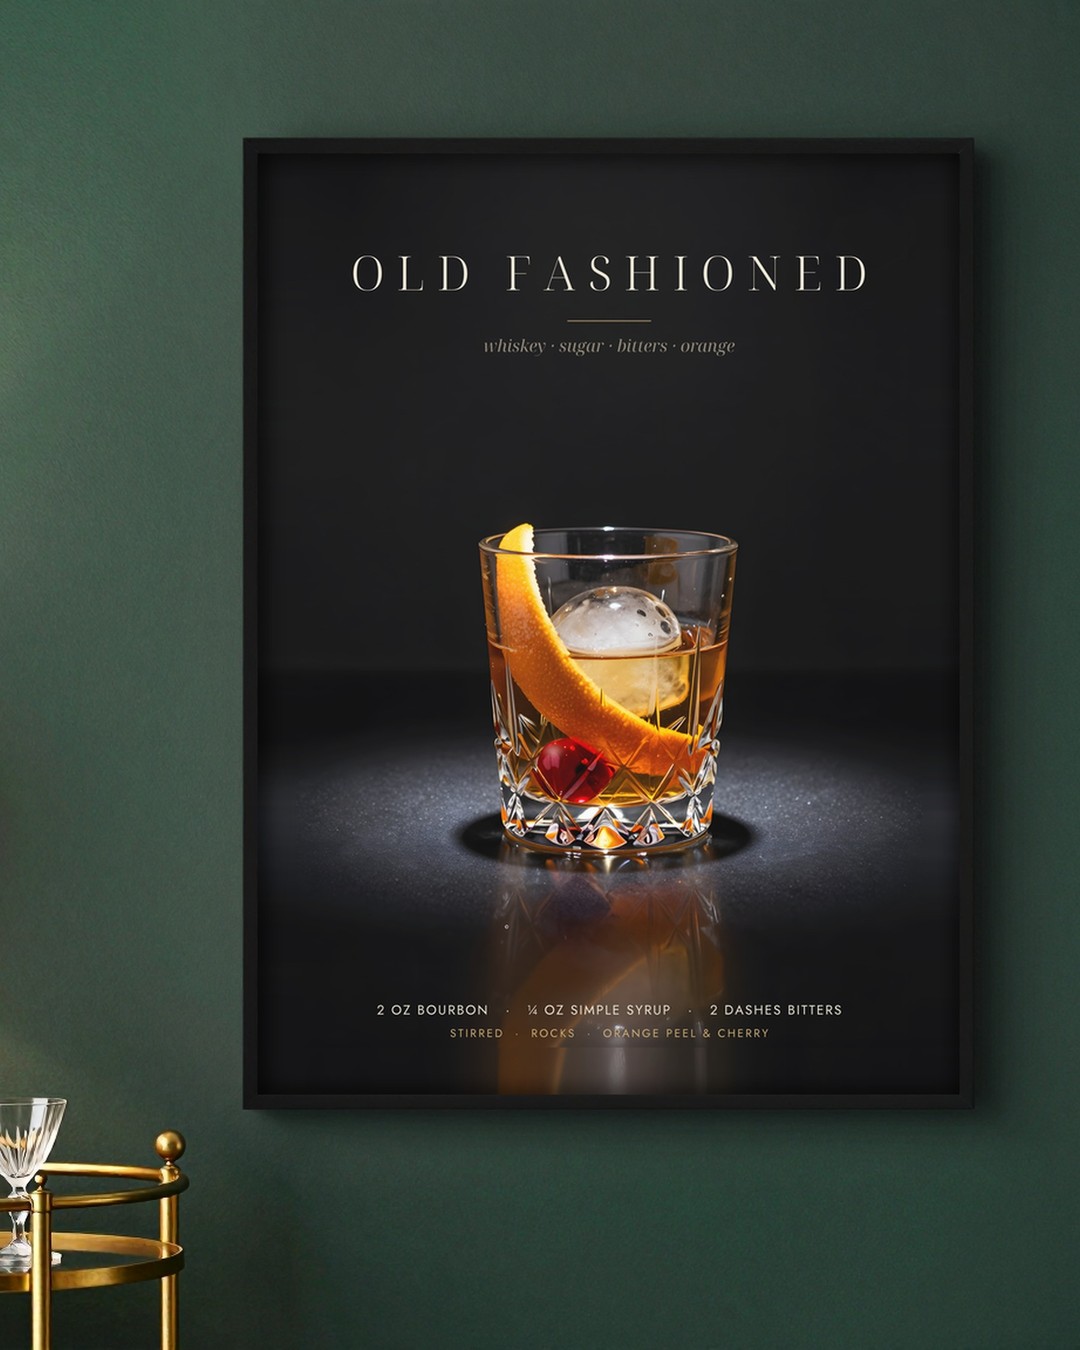 OLD FASHIONED
whiskey · sugar · bitters · orange
2 OZ BOURBON · ¼ OZ SIMPLE SYRUP · 2 DASHES BITTERS
STIRRED · ROCKS · ORANGE PEEL & CHERRY